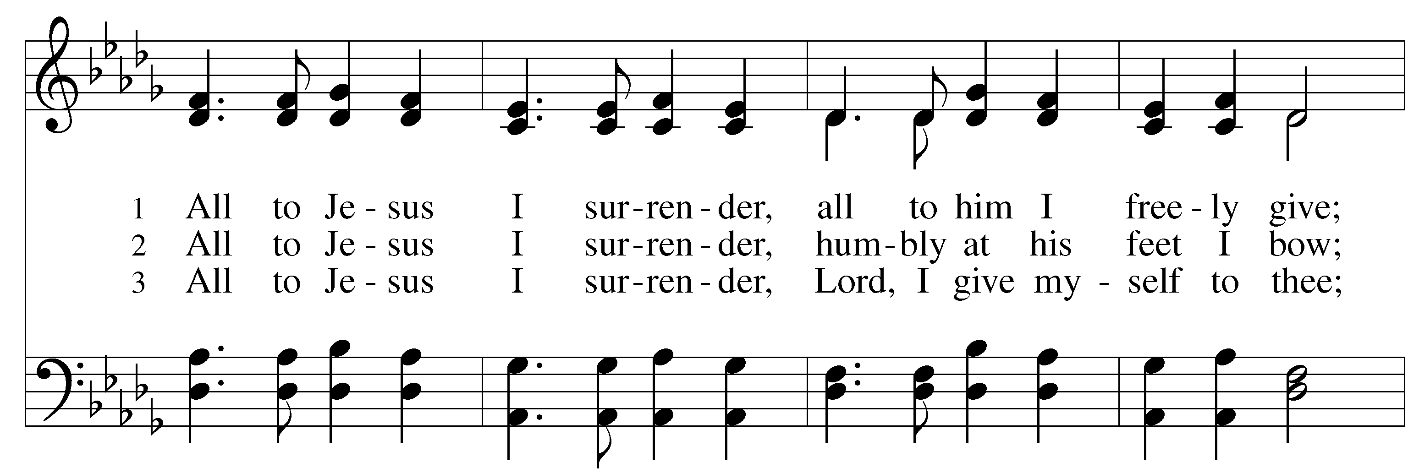 1 All to Je - sus I sur-ren - der, all to him I free - ly give;
2 All to Je - sus I sur-ren - der, hum-bly at his feet I bow;
3 All to Je - sus I sur-ren - der, Lord, I give my - self to thee;